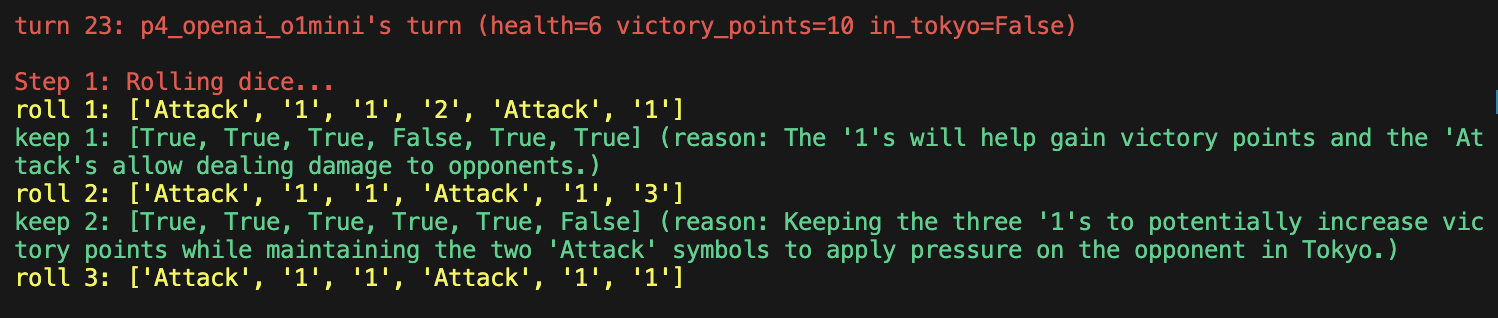 turn 23: p4_openai_o1mini's turn (health=6 victory_points=10 in_tokyo=False)
Step 1: Rolling dice...
roll 1: ['Attack', '1', '1', '2', 'Attack', '1']
keep 1: [True, True, True, False, True, True] (reason: The '1's will help gain victory points and the 'At
tack's allow dealing damage to opponents.)
roll 2: ['Attack', '1', '1', 'Attack', '1', '3']
keep 2: [True, True, True, True, True, False] (reason: Keeping the three '1's to potentially increase vic
tory points while maintaining the two 'Attack' symbols to apply pressure on the opponent in Tokyo.)
roll 3: ['Attack', '1', '1', 'Attack', '1', '1']